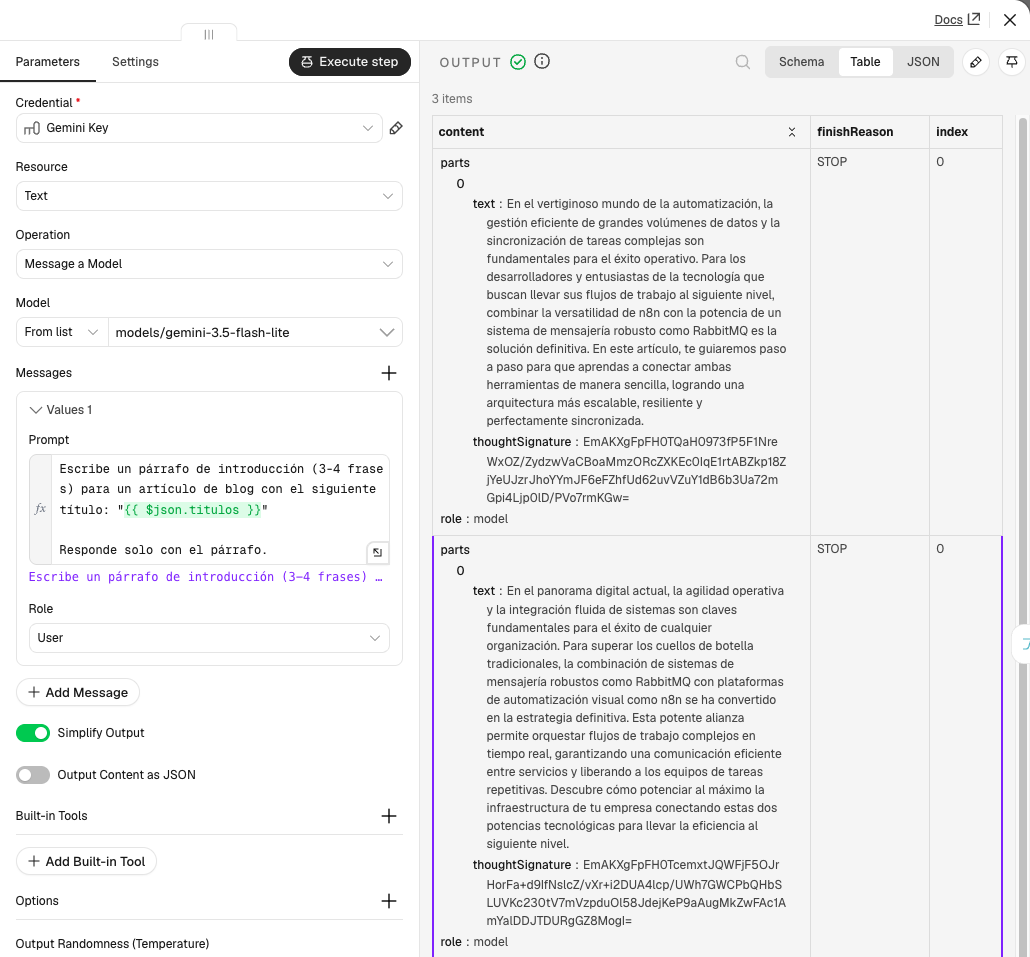 Docs
Parameters
Settings
Execute step
Credential *
Gemini Key
Resource
Text
Operation
Message a Model
Model
From list
models/gemini-3.5-flash-lite
Messages
Values 1
Prompt
fx
Escribe un párrafo de introducción (3-4 frase
s) para un artículo de blog con el siguiente
título: "{{ $json.titulos }}"
Responde solo con el párrafo.
Escribe un párrafo de introducción (3-4 frases) …
Role
User
Add Message
Simplify Output
Output Content as JSON
Built-in Tools
Add Built-in Tool
Options
Output Randomness (Temperature)
OUTPUT
Schema
Table
JSON
3 items
content
finishReason
index
parts
STOP
0
0
text : En el vertiginoso mundo de la automatización, la
gestión eficiente de grandes volúmenes de datos y la
sincronización de tareas complejas son
fundamentales para el éxito operativo. Para los
desarrolladores y entusiastas de la tecnología que
buscan llevar sus flujos de trabajo al siguiente nivel,
combinar la versatilidad de n8n con la potencia de un
sistema de mensajería robusto como RabbitMQ es la
solución definitiva. En este artículo, te guiaremos paso
a paso para que aprendas a conectar ambas
herramientas de manera sencilla, logrando una
arquitectura más escalable, resiliente y
perfectamente sincronizada.
thoughtSignature : EmAKXgFpFH0TQaH0973fP5F1Nre
WxOZ/ZydzwVaCBoaMmzORcZXKEc0IqE1rtABZkp18Z
jYeUJzrJhoYYmJF6eFZhfUd62uvVZuY1dB6b3Ua72m
Gpi4Ljp0lD/PVo7rmKGw=
role : model
parts
STOP
0
0
text : En el panorama digital actual, la agilidad operativa
y la integración fluida de sistemas son claves
fundamentales para el éxito de cualquier
organización. Para superar los cuellos de botella
tradicionales, la combinación de sistemas de
mensajería robustos como RabbitMQ con plataformas
de automatización visual como n8n se ha convertido
en la estrategia definitiva. Esta potente alianza
permite orquestar flujos de trabajo complejos en
tiempo real, garantizando una comunicación eficiente
entre servicios y liberando a los equipos de tareas
repetitivas. Descubre cómo potenciar al máximo la
infraestructura de tu empresa conectando estas dos
potencias tecnológicas para llevar la eficiencia al
siguiente nivel.
thoughtSignature : EmAKXgFpFH0TcemxtJQWFjF5OJr
HorFa+d9IfNslcZ/vXr+i2DUA4lcp/UWh7GWCPbQHbS
LUVKc230tV7mVzpduOl58JdejKeP9aAugMkZwFAc1A
mYalDDJTDURgGZ8MogI=
role : model